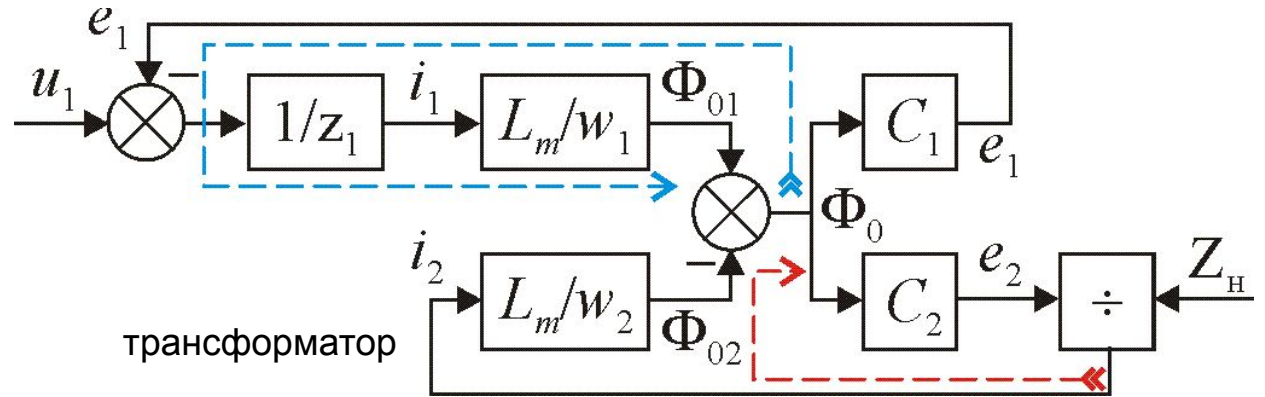 e₁
−
u₁
1/z₁
i₁
Lₘ/w₁
Φ₀₁
C₁
e₁
Φ₀
i₂
Lₘ/w₂
−
Φ₀₂
C₂
e₂
÷
Zн
трансформатор